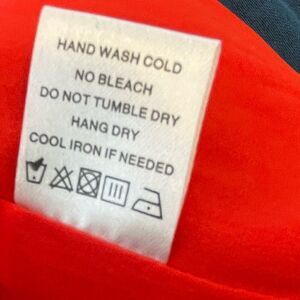 HAND WASH COLD
NO BLEACH
DO NOT TUMBLE DRY
HANG DRY
COOL IRON IF NEEDED